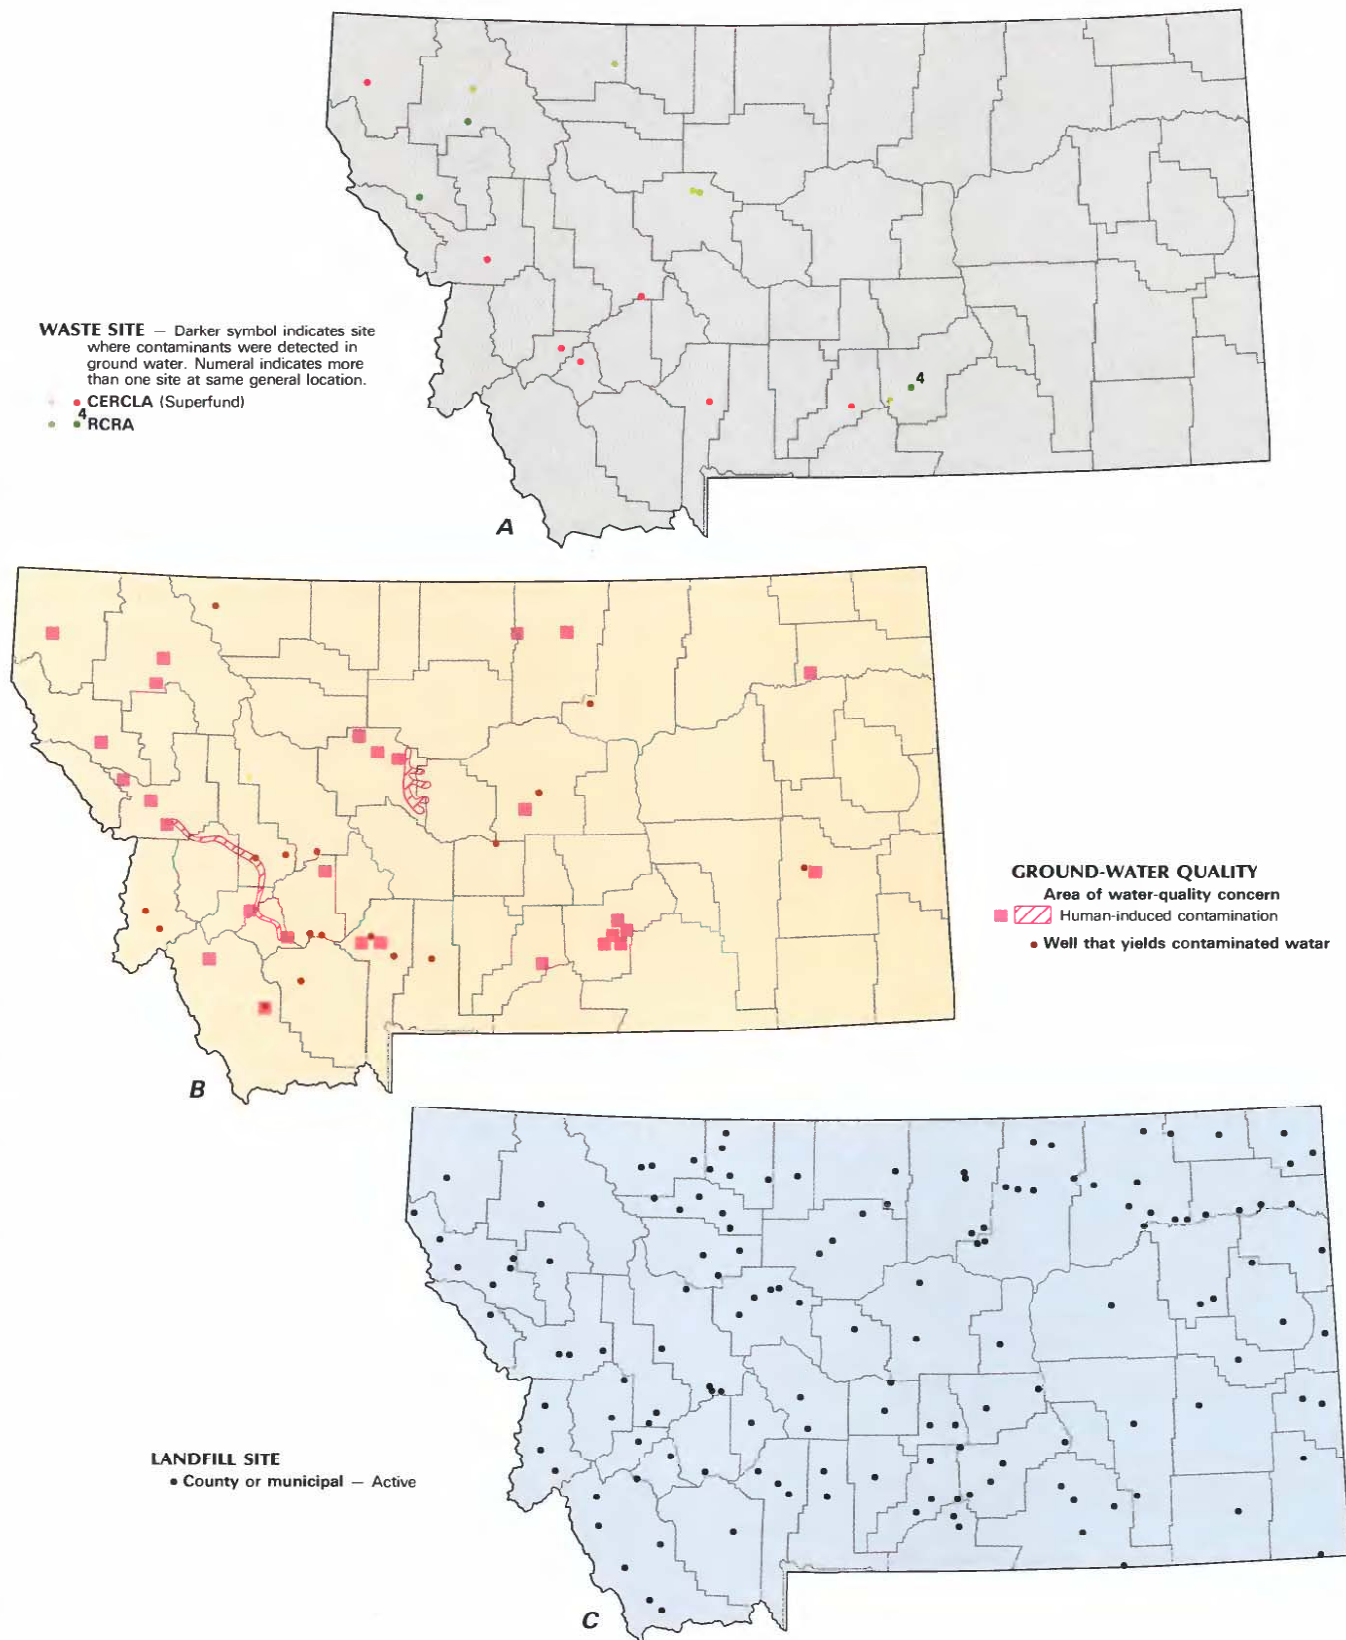 4
WASTE SITE — Darker symbol indicates site
where contaminants were detected in
ground water. Numeral indicates more
than one site at same general location.
CERCLA (Superfund)
4
RCRA
A
GROUND-WATER QUALITY
Area of water-quality concern
Human-induced contamination
Well that yields contaminated watar
B
LANDFILL SITE
County or municipal — Active
C